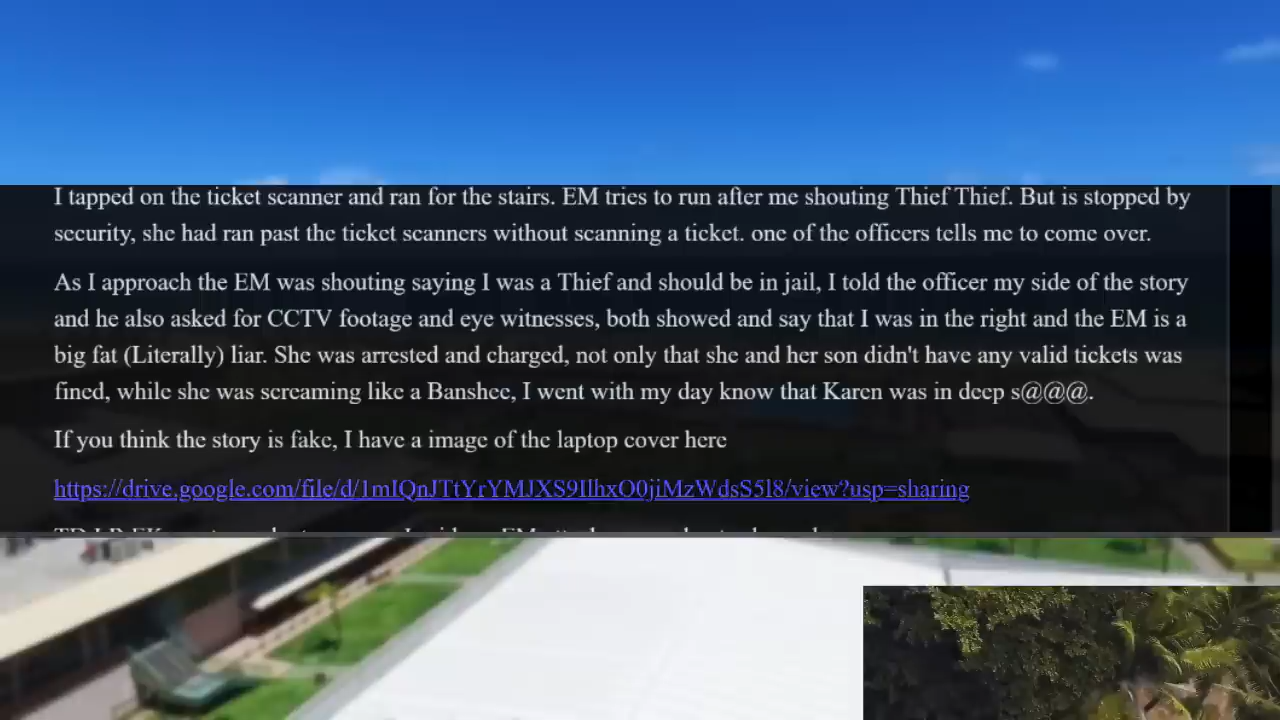 I tapped on the ticket scanner and ran for the stairs. EM tries to run after me shouting Thief Thief. But is stopped by
security, she had ran past the ticket scanners without scanning a ticket. one of the officers tells me to come over.
As I approach the EM was shouting saying I was a Thief and should be in jail, I told the officer my side of the story
and he also asked for CCTV footage and eye witnesses, both showed and say that I was in the right and the EM is a
big fat (Literally) liar. She was arrested and charged, not only that she and her son didn't have any valid tickets was
fined, while she was screaming like a Banshee, I went with my day know that Karen was in deep s@@@.
If you think the story is fake, I have a image of the laptop cover here
https://drive.google.com/file/d/1mIQnJTtYrYMJXS9IlhxO0jiMzWdsS5l8/view?usp=sharing